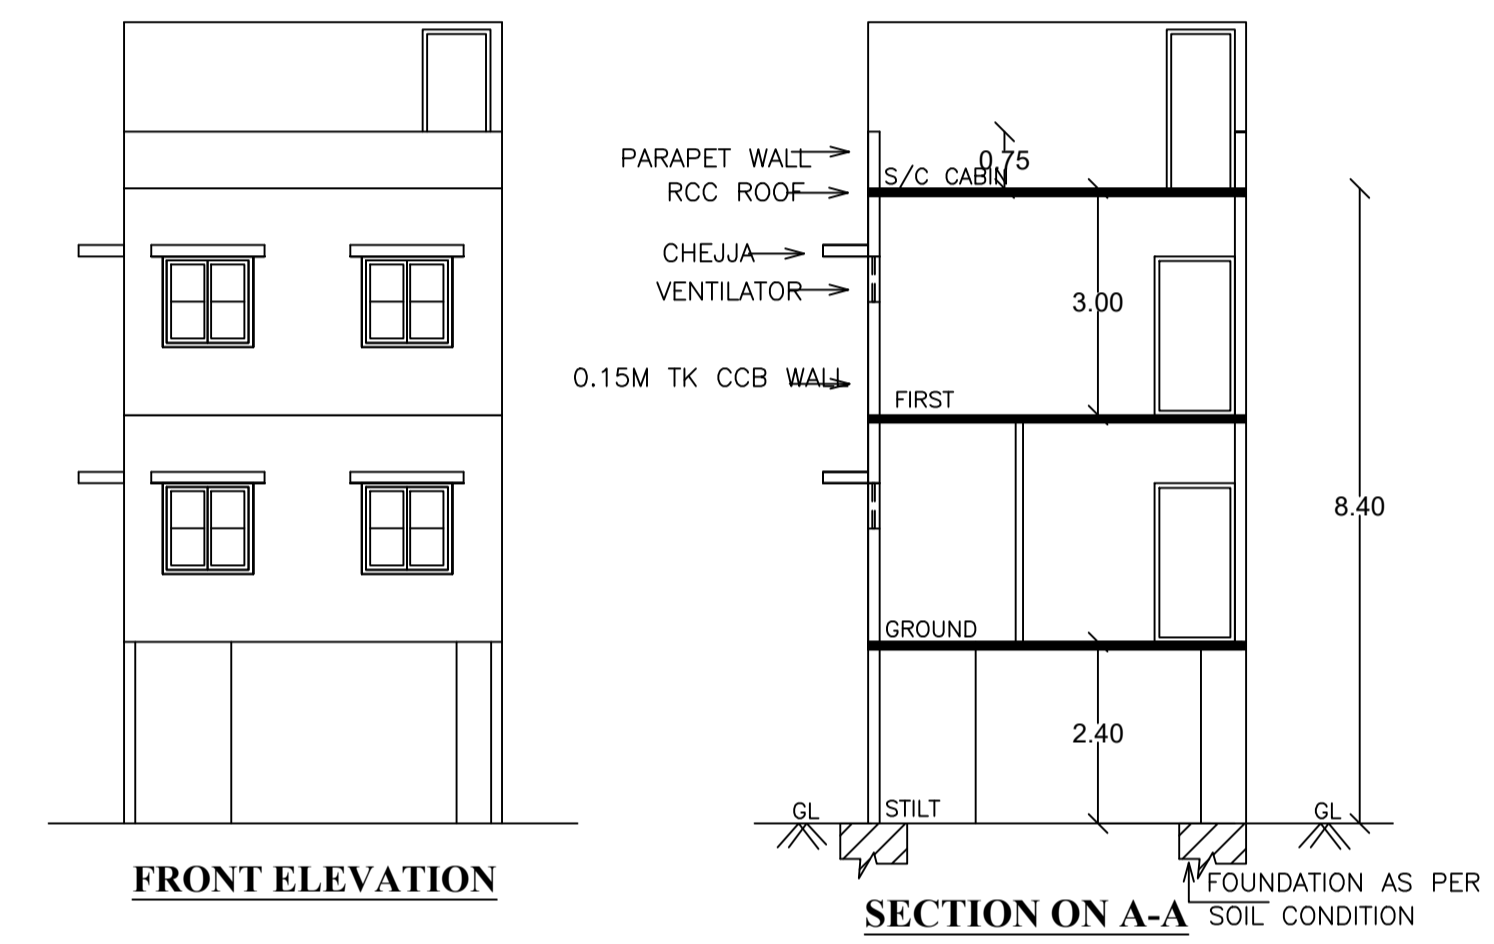 0.75
PARAPET WALL
S/C CABIN
RCC ROOF
CHEJJA
VENTILATOR
3.00
0.15M TK CCB WALL
FIRST
8.40
GROUND
2.40
STILT
GL
GL
FRONT ELEVATION
SECTION ON A-A
FOUNDATION AS PER
SOIL CONDITION